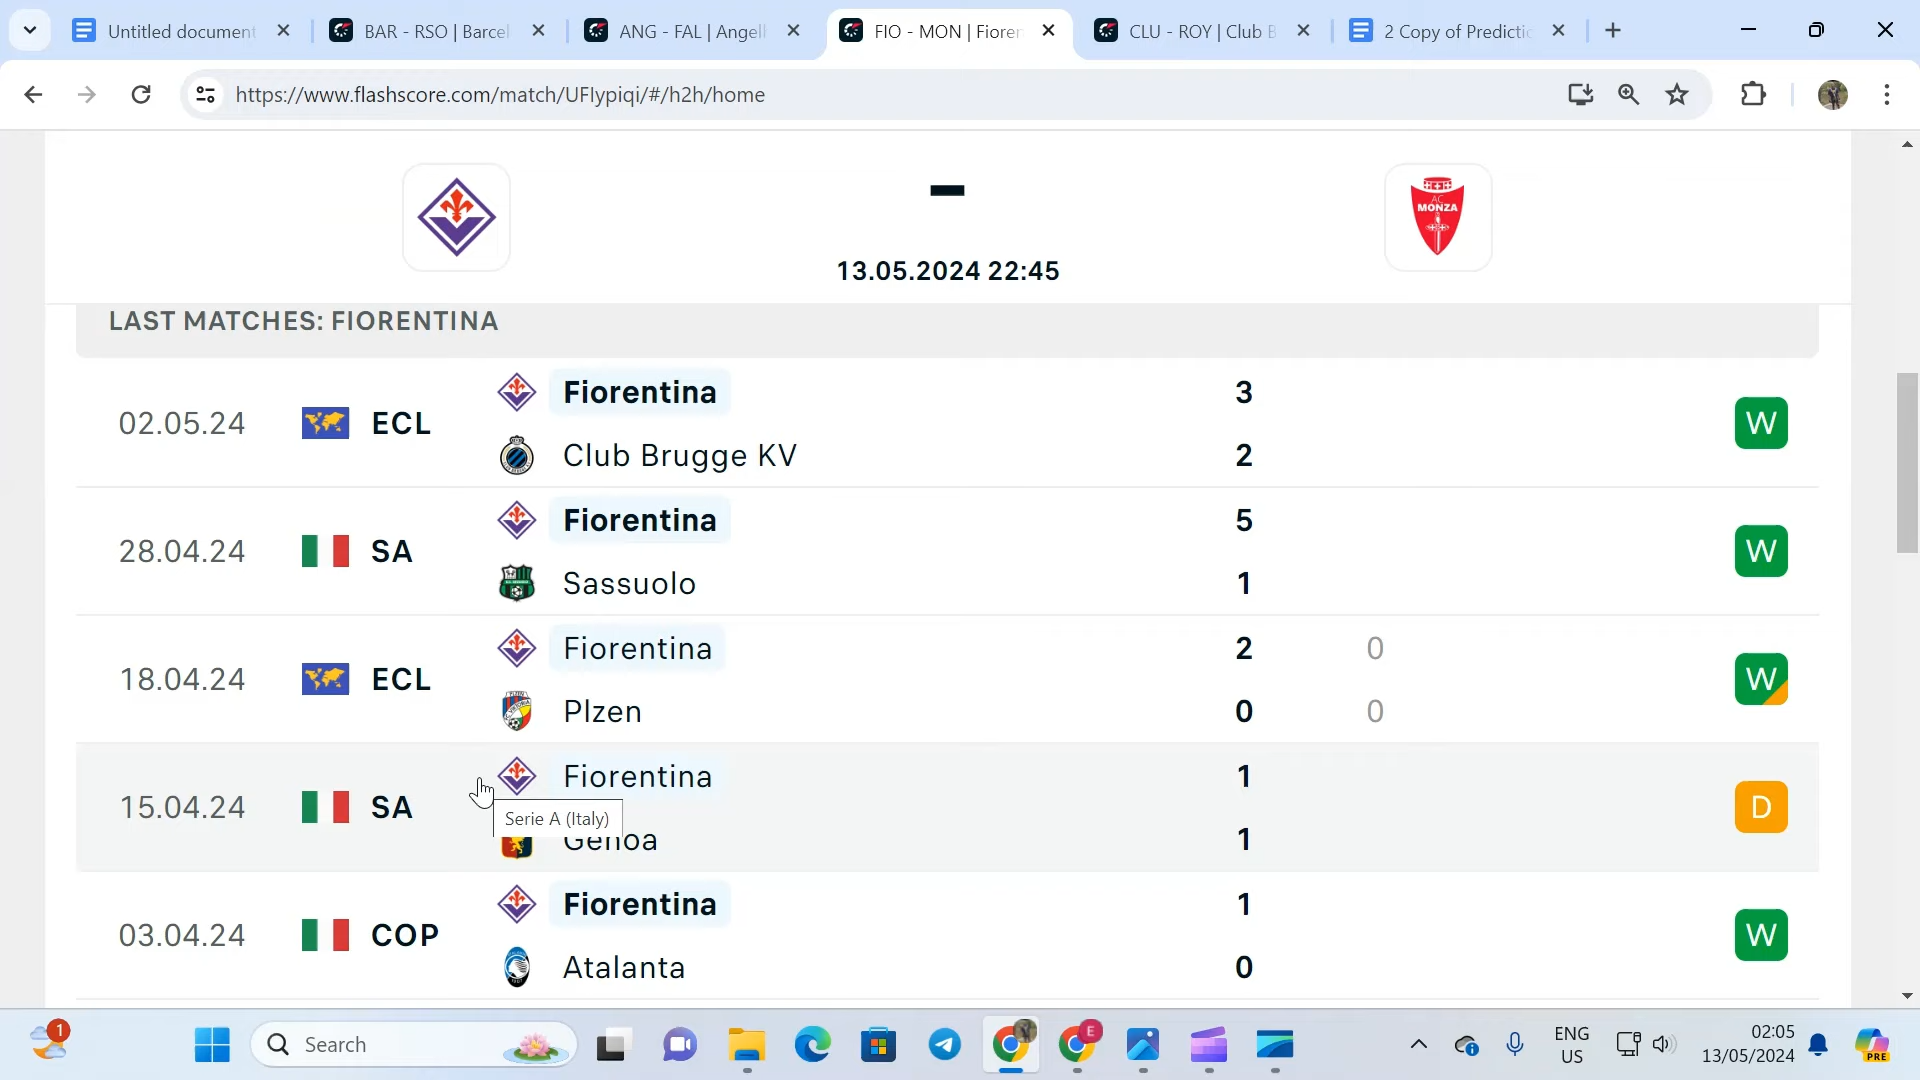 Untitled document
BAR - RSO | Barcel
ANG - FAL | Angell
FIO - MON | Fioren
CLU - ROY | Club B
2 Copy of Predictic
https://www.flashscore.com/match/UFlypiqi/#/h2h/home
AC
MONZA
-
13.05.2024 22:45
LAST MATCHES: FIORENTINA
02.05.24 ECL Fiorentina 3 W
Club Brugge KV 2
28.04.24 SA Fiorentina 5 W
Sassuolo 1
18.04.24 ECL Fiorentina 2 0 W
Plzen 0 0
15.04.24 SA Fiorentina 1 D
Serie A (Italy)
Genoa 1
03.04.24 COP Fiorentina 1 W
Atalanta 0
1
Search
E
ENG
US
02:05
13/05/2024
PRE